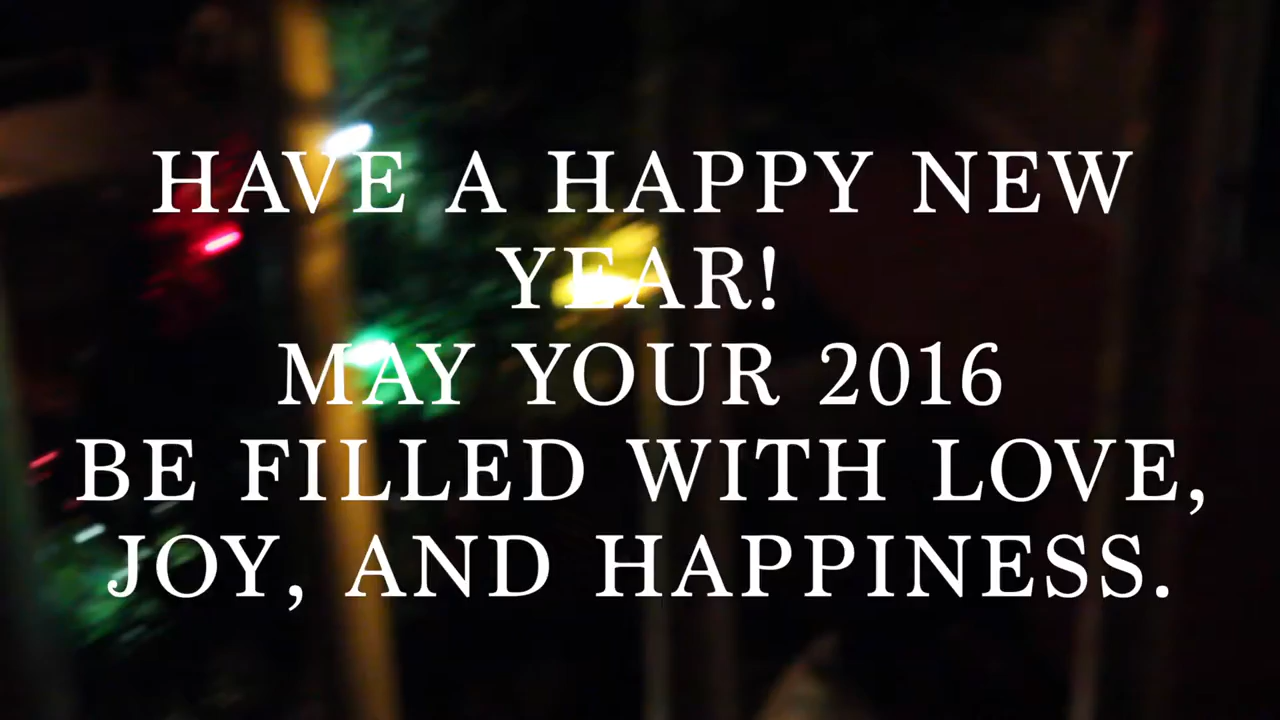 HAVE A HAPPY NEW
YEAR!
MAY YOUR 2016
BE FILLED WITH LOVE,
JOY, AND HAPPINESS.